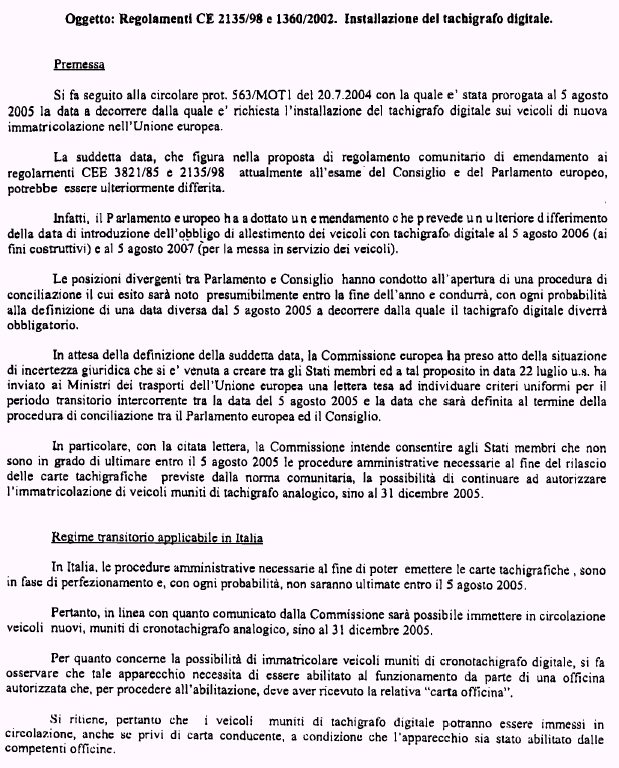 Oggetto: Regolamenti CE 2135/98 e 1360/2002. Installazione del tachigrafo digitale.
Premessa
Si fa seguito alla circolare prot. 563/MOT1 del 20.7.2004 con la quale e' stata prorogata al 5 agosto
2005 la data a decorrere dalla quale e' richiesta l'installazione del tachigrafo digitale sui veicoli di nuova
immatricolazione nell'Unione europea.
La suddetta data, che figura nella proposta di regolamento comunitario di emendamento ai
regolamenti CEE 3821/85 e 2135/98 attualmente all'esame del Consiglio e del Parlamento europeo,
potrebbe essere ulteriormente differita.
Infatti, il Parlamento europeo ha adottato un emendamento che prevede un ulteriore differimento
della data di introduzione dell'obbligo di allestimento dei veicoli con tachigrafo digitale al 5 agosto 2006 (ai
fini costruttivi) e al 5 agosto 2007 (per la messa in servizio dei veicoli).
Le posizioni divergenti tra Parlamento e Consiglio hanno condotto all'apertura di una procedura di
conciliazione il cui esito sarà noto presumibilmente entro la fine dell'anno e condurrà, con ogni probabilità
alla definizione di una data diversa dal 5 agosto 2005 a decorrere dalla quale il tachigrafo digitale diverrà
obbligatorio.
In attesa della definizione della suddetta data, la Commissione europea ha preso atto della situazione
di incertezza giuridica che si e' venuta a creare tra gli Stati membri ed a tal proposito in data 22 luglio u.s. ha
inviato ai Ministri dei trasporti dell'Unione europea una lettera tesa ad individuare criteri uniformi per il
periodo transitorio intercorrente tra la data del 5 agosto 2005 e la data che sarà definita al termine della
procedura di conciliazione tra il Parlamento europea ed il Consiglio.
In particolare, con la citata lettera, la Commissione intende consentire agli Stati membri che non
sono in grado di ultimare entro il 5 agosto 2005 le procedure amministrative necessarie al fine del rilascio
delle carte tachigrafiche previste dalla norma comunitaria, la possibilità di continuare ad autorizzare
l'immatricolazione di veicoli muniti di tachigrafo analogico, sino al 31 dicembre 2005.
Regime transitorio applicabile in Italia
In Italia, le procedure amministrative necessarie al fine di poter emettere le carte tachigrafiche , sono
in fase di perfezionamento e, con ogni probabilità, non saranno ultimate entro il 5 agosto 2005.
Pertanto, in linea con quanto comunicato dalla Commissione sarà possibile immettere in circolazione
veicoli nuovi, muniti di cronotachigrafo analogico, sino al 31 dicembre 2005.
Per quanto concerne la possibilità di immatricolare veicoli muniti di cronotachigrafo digitale, si fa
osservare che tale apparecchio necessita di essere abilitato al funzionamento da parte di una officina
autorizzata che, per procedere all'abilitazione, deve aver ricevuto la relativa "carta officina".
Si ritiene, pertanto che i veicoli muniti di tachigrafo digitale potranno essere immessi in
circolazione, anche se privi di carta conducente, a condizione che l'apparecchio sia stato abilitato dalle
competenti officine.